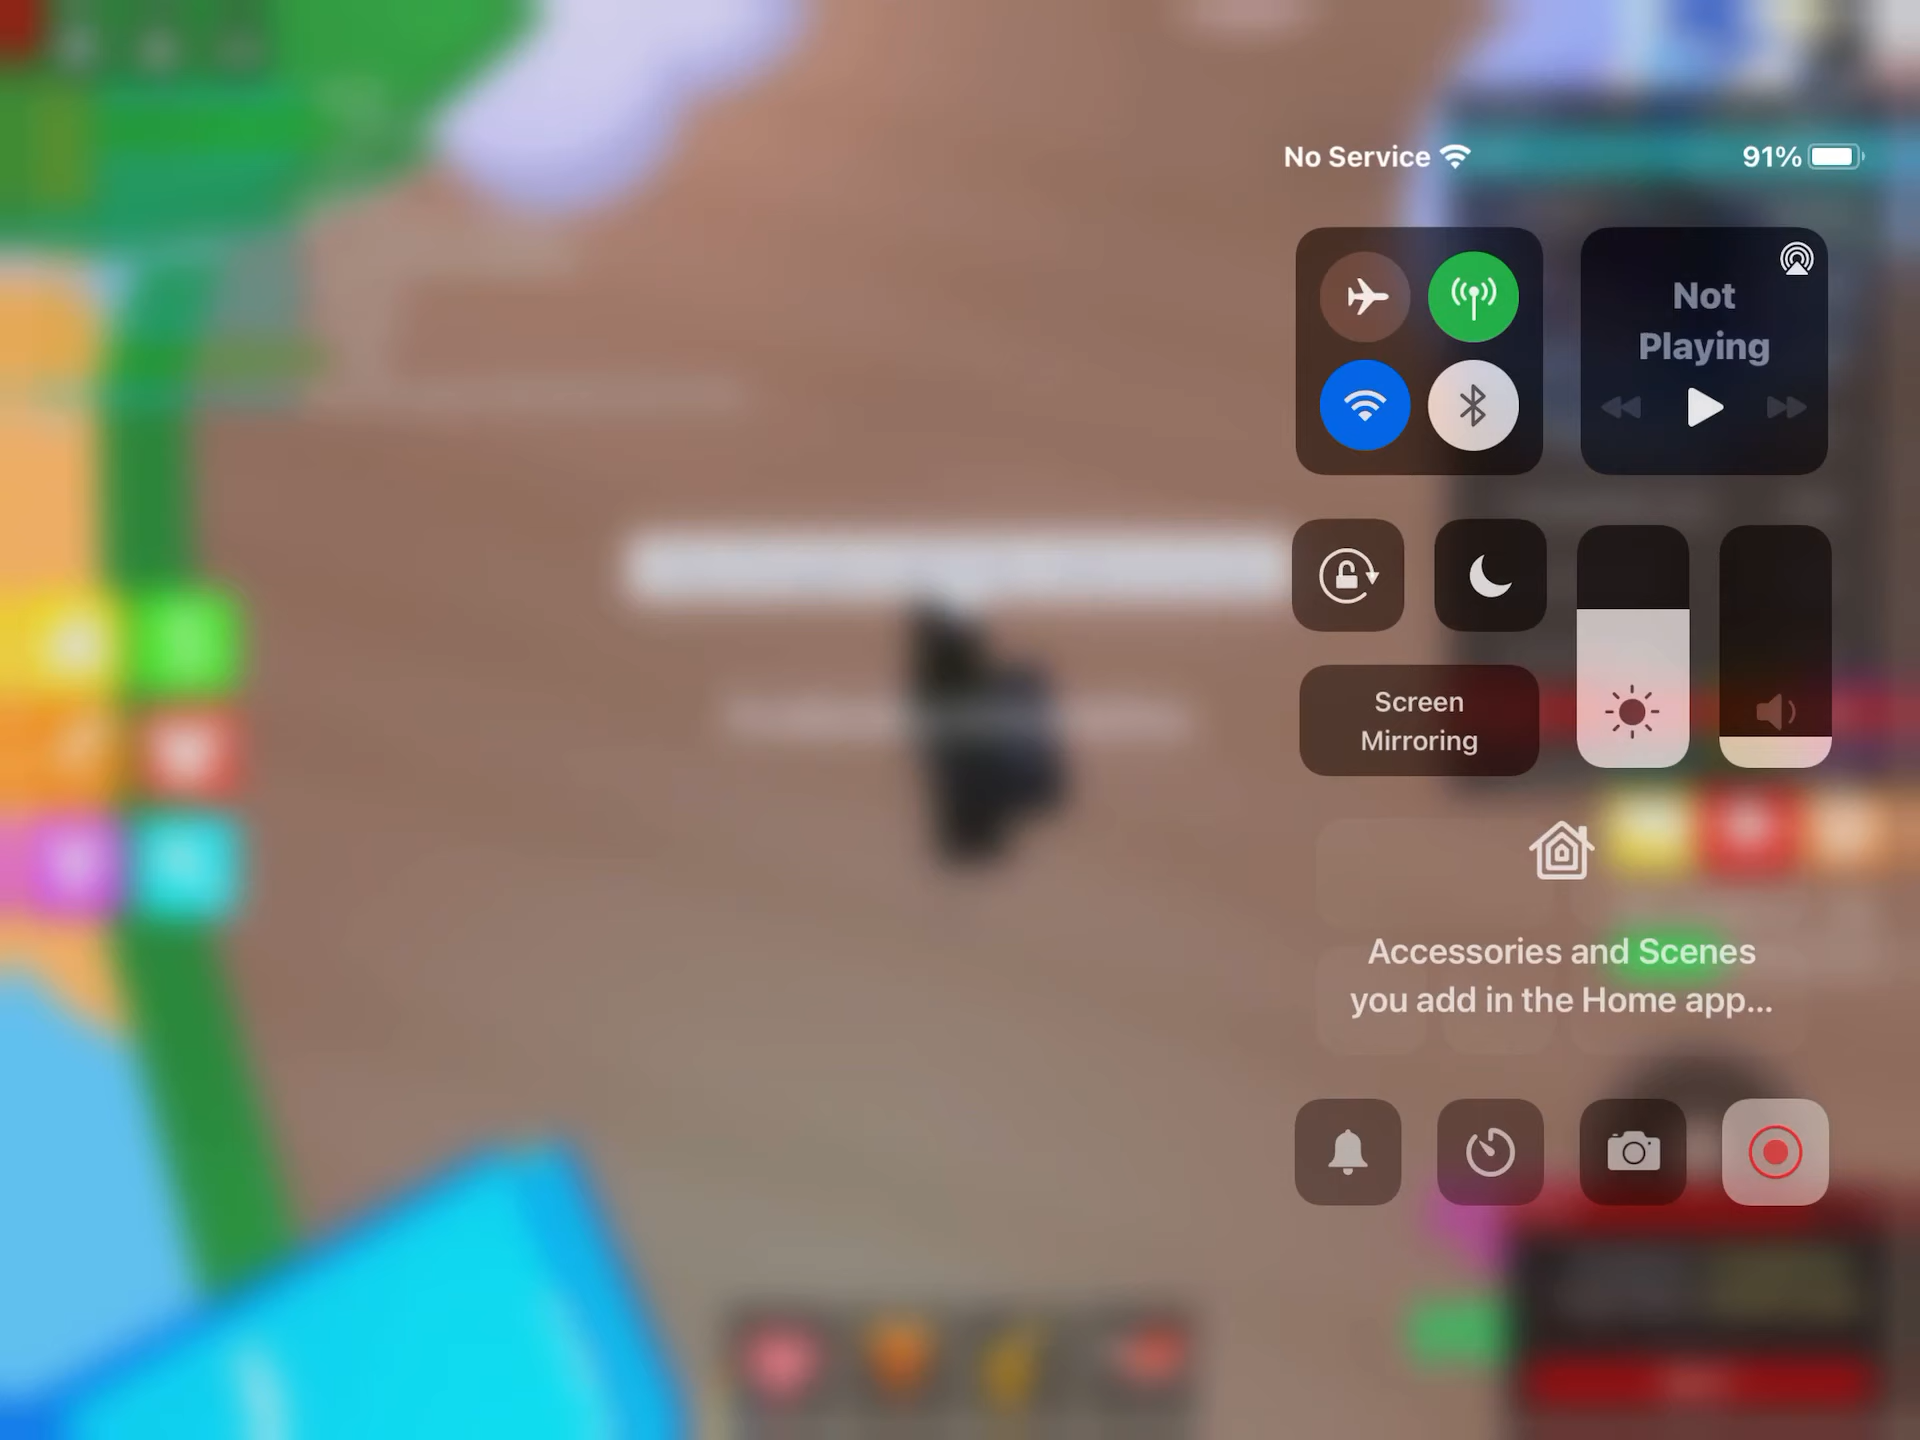 No Service
91%
Not
Playing
Screen
Mirroring
Accessories and Scenes
you add in the Home app...